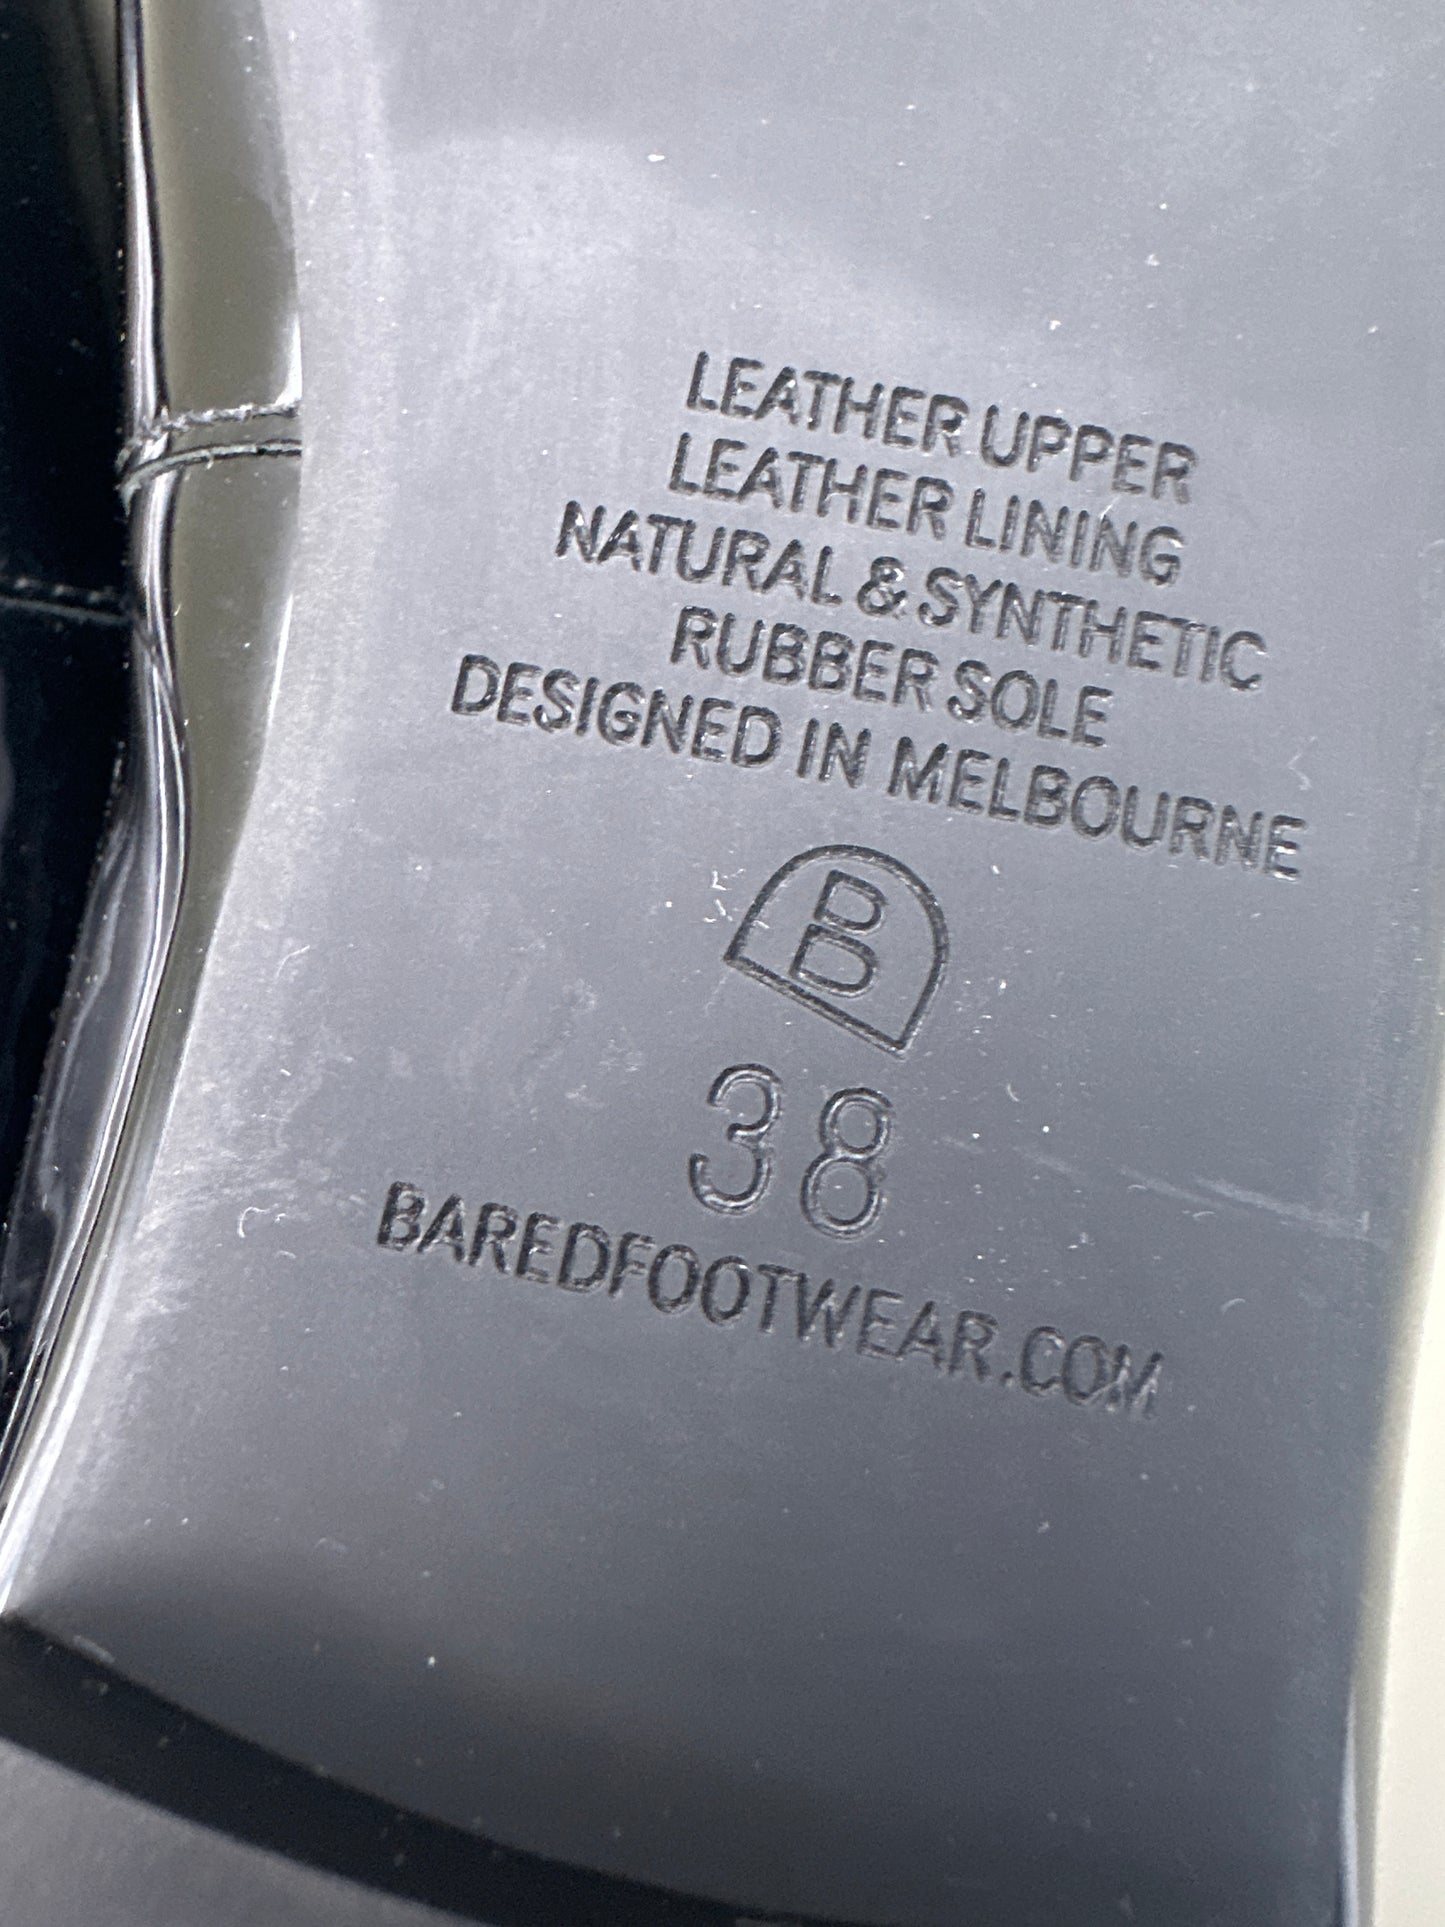 LEATHER UPPER
LEATHER LINING
NATURAL & SYNTHETIC
RUBBER SOLE
DESIGNED IN MELBOURNE
B
38
BAREDFOOTWEAR.COM